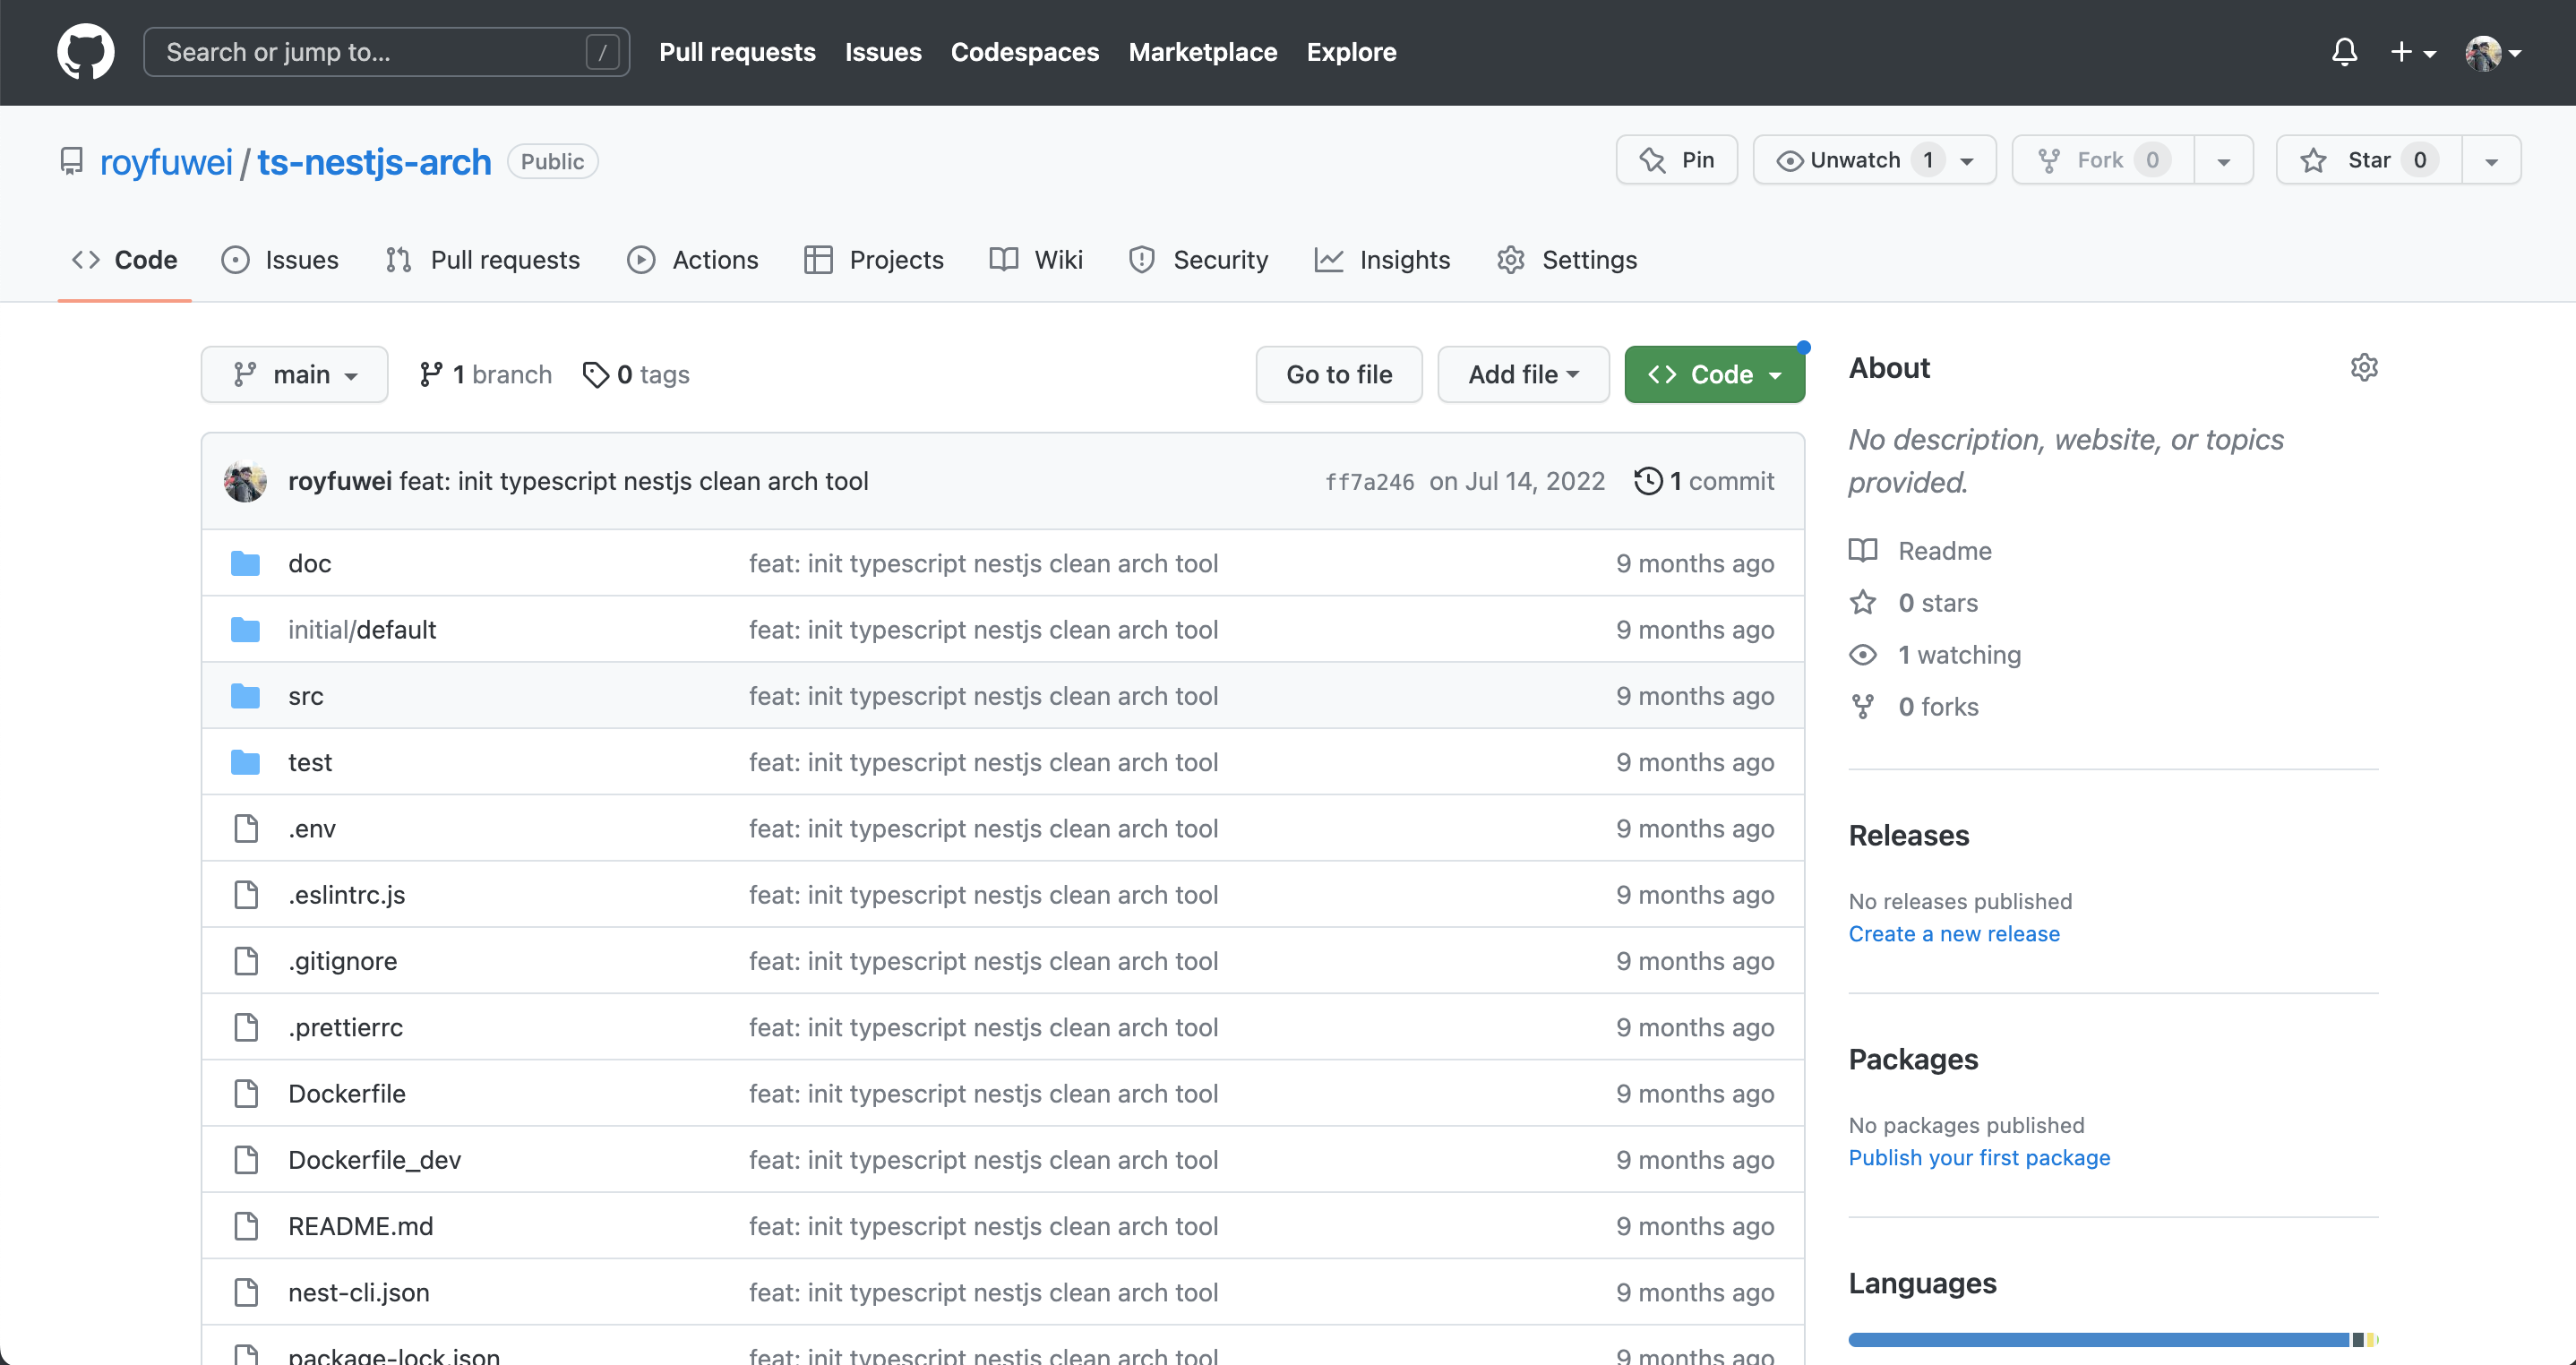 Search or jump to... / Pull requests Issues Codespaces Marketplace Explore
royfuwei / ts-nestjs-arch Public Pin Unwatch 1 Fork 0 Star 0
Code Issues Pull requests Actions Projects Wiki Security Insights Settings
main 1 branch 0 tags Go to file Add file Code
royfuwei feat: init typescript nestjs clean arch tool ff7a246 on Jul 14, 2022 1 commit
doc feat: init typescript nestjs clean arch tool 9 months ago
initial/default feat: init typescript nestjs clean arch tool 9 months ago
src feat: init typescript nestjs clean arch tool 9 months ago
test feat: init typescript nestjs clean arch tool 9 months ago
.env feat: init typescript nestjs clean arch tool 9 months ago
.eslintrc.js feat: init typescript nestjs clean arch tool 9 months ago
.gitignore feat: init typescript nestjs clean arch tool 9 months ago
.prettierrc feat: init typescript nestjs clean arch tool 9 months ago
Dockerfile feat: init typescript nestjs clean arch tool 9 months ago
Dockerfile_dev feat: init typescript nestjs clean arch tool 9 months ago
README.md feat: init typescript nestjs clean arch tool 9 months ago
nest-cli.json feat: init typescript nestjs clean arch tool 9 months ago
package-lock.json feat: init typescript nestjs clean arch tool 9 months ago
About
No description, website, or topics
provided.
Readme
0 stars
1 watching
0 forks
Releases
No releases published
Create a new release
Packages
No packages published
Publish your first package
Languages